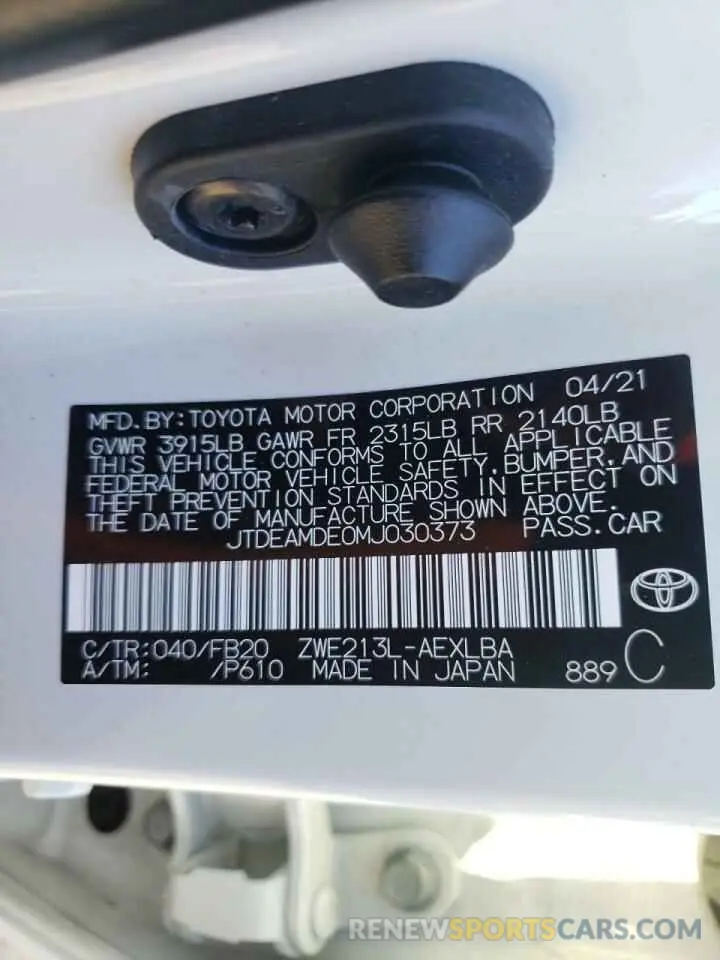 MFD. BY: TOYOTA MOTOR CORPORATION 04/21
GVWR 3915LB GAWR FR 2315LB RR 2140LB
THIS VEHICLE CONFORMS TO ALL APPLICABLE
FEDERAL MOTOR VEHICLE SAFETY, BUMPER, AND
THEFT PREVENTION STANDARDS IN EFFECT ON
THE DATE OF MANUFACTURE SHOWN ABOVE.
JTDEAMDE0MJ030373 PASS. CAR
C/TR: 040/FB20 ZWE213L-AEXLBA
A/TM: /P610 MADE IN JAPAN 889 C
RENEWSPORTSCARS.COM